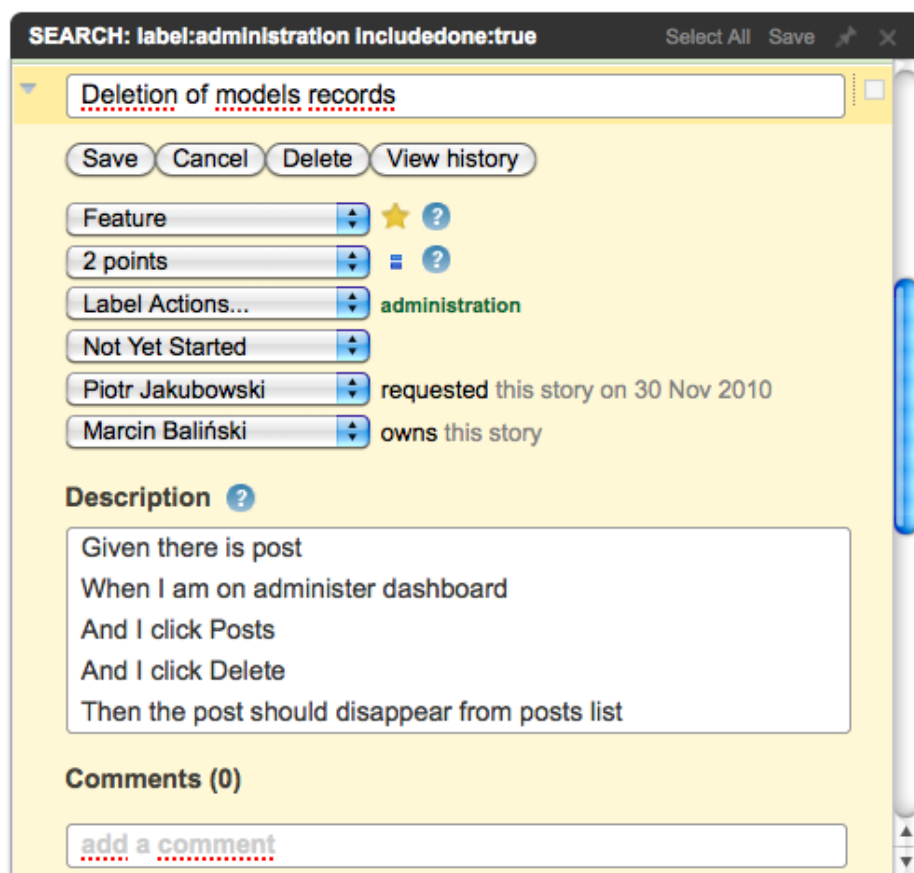 SEARCH: label:administration includedone:true Select All Save
Deletion of models records
Save Cancel Delete View history
Feature ?
2 points ?
Label Actions... administration
Not Yet Started
Piotr Jakubowski requested this story on 30 Nov 2010
Marcin Baliński owns this story
Description ?
Given there is post
When I am on administer dashboard
And I click Posts
And I click Delete
Then the post should disappear from posts list
Comments (0)
add a comment